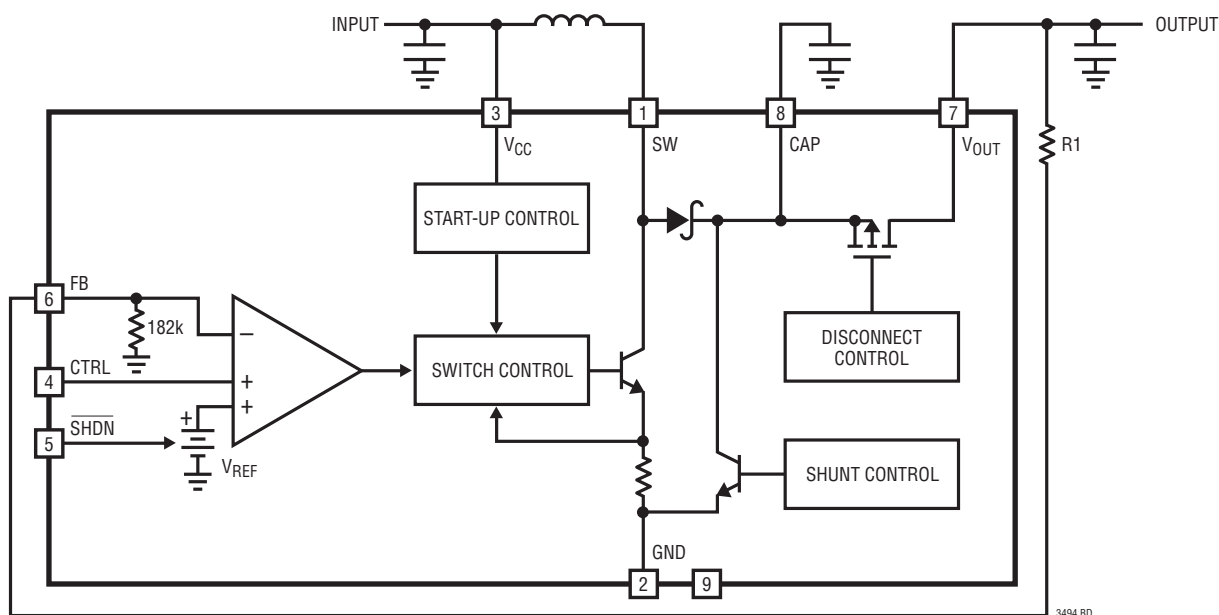 INPUT
OUTPUT
3
1
8
7
VCC
SW
CAP
VOUT
R1
START-UP CONTROL
6
FB
182k
−
SWITCH CONTROL
DISCONNECT
CONTROL
4
CTRL
+
+
+
5
SHDN
VREF
SHUNT CONTROL
GND
2
9
3494 BD